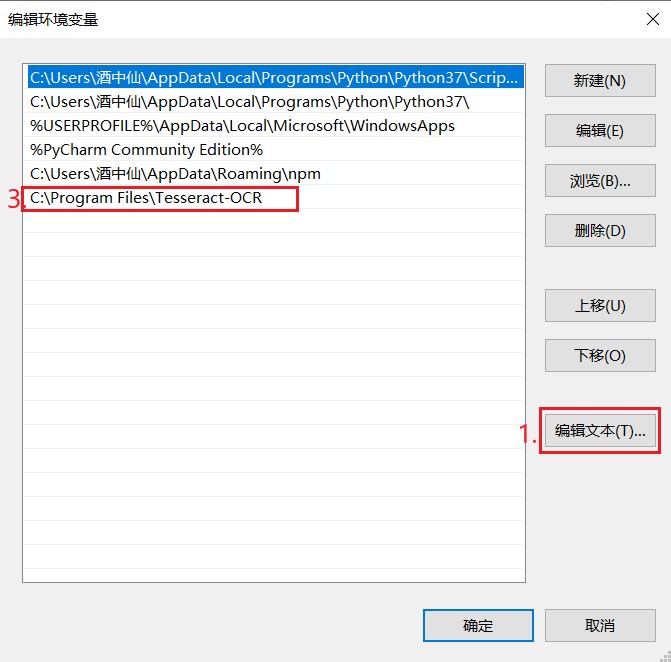 编辑环境变量
C:\Users\酒中仙\AppData\Local\Programs\Python\Python37\Scrip...
C:\Users\酒中仙\AppData\Local\Programs\Python\Python37\
%USERPROFILE%\AppData\Local\Microsoft\WindowsApps
%PyCharm Community Edition%
C:\Users\酒中仙\AppData\Roaming\npm
3. C:\Program Files\Tesseract-OCR
新建(N)
编辑(E)
浏览(B)...
删除(D)
上移(U)
下移(O)
1. 编辑文本(T)...
确定
取消